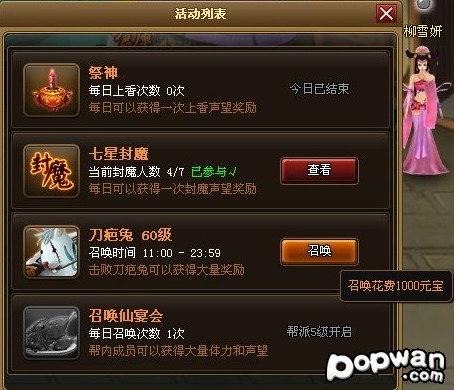 活动列表
柳雪妍
祭神
每日上香次数 0次
每日可以获得一次上香声望奖励
今日已结束
七星封魔
当前封魔人数 4/7 已参与√
每日可以获得一次封魔声望奖励
查看
封魔
刀疤兔 60级
召唤时间 11:00 - 23:59
击败刀疤兔可以获得大量奖励
召唤
召唤花费1000元宝
召唤仙宴会
每日召唤次数 1次
帮内成员可以获得大量体力和声望
帮派5级开启
popwan.com